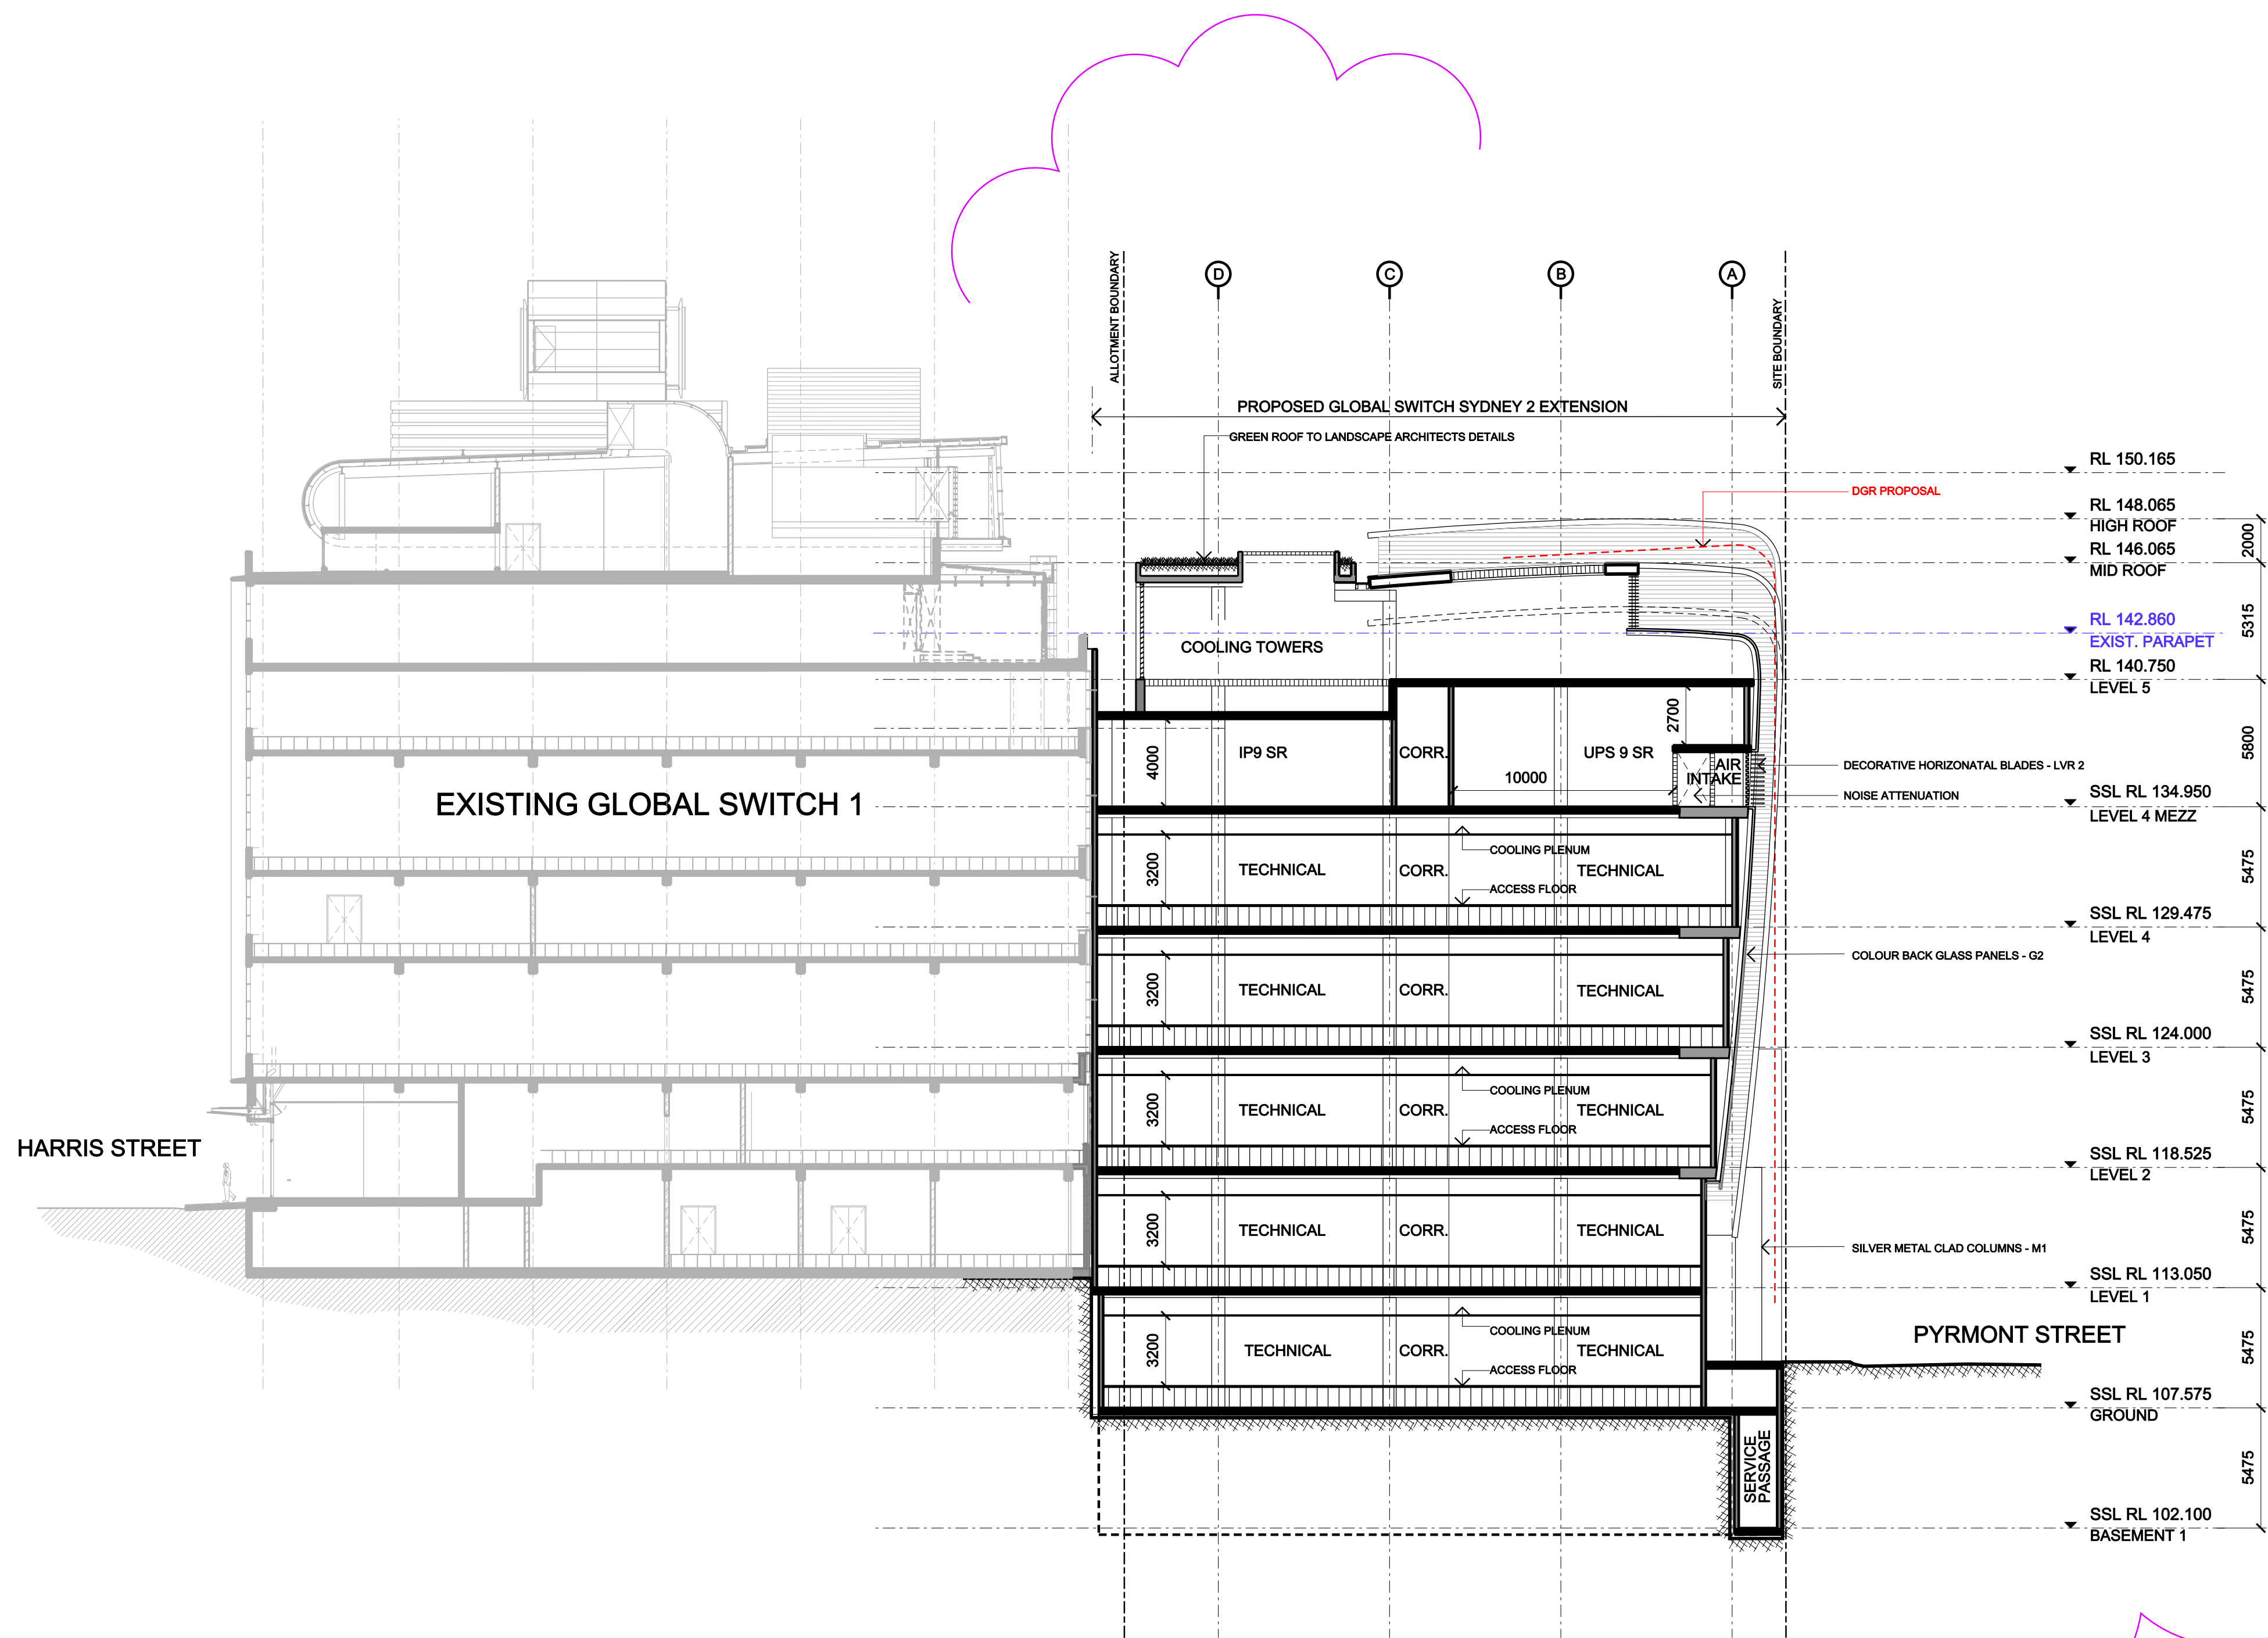 ALLOTMENT BOUNDARY
D
C
B
A
SITE BOUNDARY
PROPOSED GLOBAL SWITCH SYDNEY 2 EXTENSION
GREEN ROOF TO LANDSCAPE ARCHITECTS DETAILS
RL 150.165
DGR PROPOSAL
RL 148.065
HIGH ROOF
2000
RL 146.065
MID ROOF
5315
RL 142.860
EXIST. PARAPET
COOLING TOWERS
RL 140.750
LEVEL 5
2700
5800
4000
IP9 SR
CORR.
UPS 9 SR
10000
AIR
INTAKE
DECORATIVE HORIZONATAL BLADES - LVR 2
NOISE ATTENUATION
SSL RL 134.950
LEVEL 4 MEZZ
EXISTING GLOBAL SWITCH 1
COOLING PLENUM
3200
TECHNICAL
CORR.
TECHNICAL
ACCESS FLOOR
5475
SSL RL 129.475
LEVEL 4
COLOUR BACK GLASS PANELS - G2
3200
TECHNICAL
CORR.
TECHNICAL
5475
SSL RL 124.000
LEVEL 3
COOLING PLENUM
3200
TECHNICAL
CORR.
TECHNICAL
ACCESS FLOOR
5475
HARRIS STREET
SSL RL 118.525
LEVEL 2
3200
TECHNICAL
CORR.
TECHNICAL
5475
SILVER METAL CLAD COLUMNS - M1
SSL RL 113.050
LEVEL 1
COOLING PLENUM
PYRMONT STREET
3200
TECHNICAL
CORR.
TECHNICAL
ACCESS FLOOR
5475
SSL RL 107.575
GROUND
SERVICE
PASSAGE
5475
SSL RL 102.100
BASEMENT 1